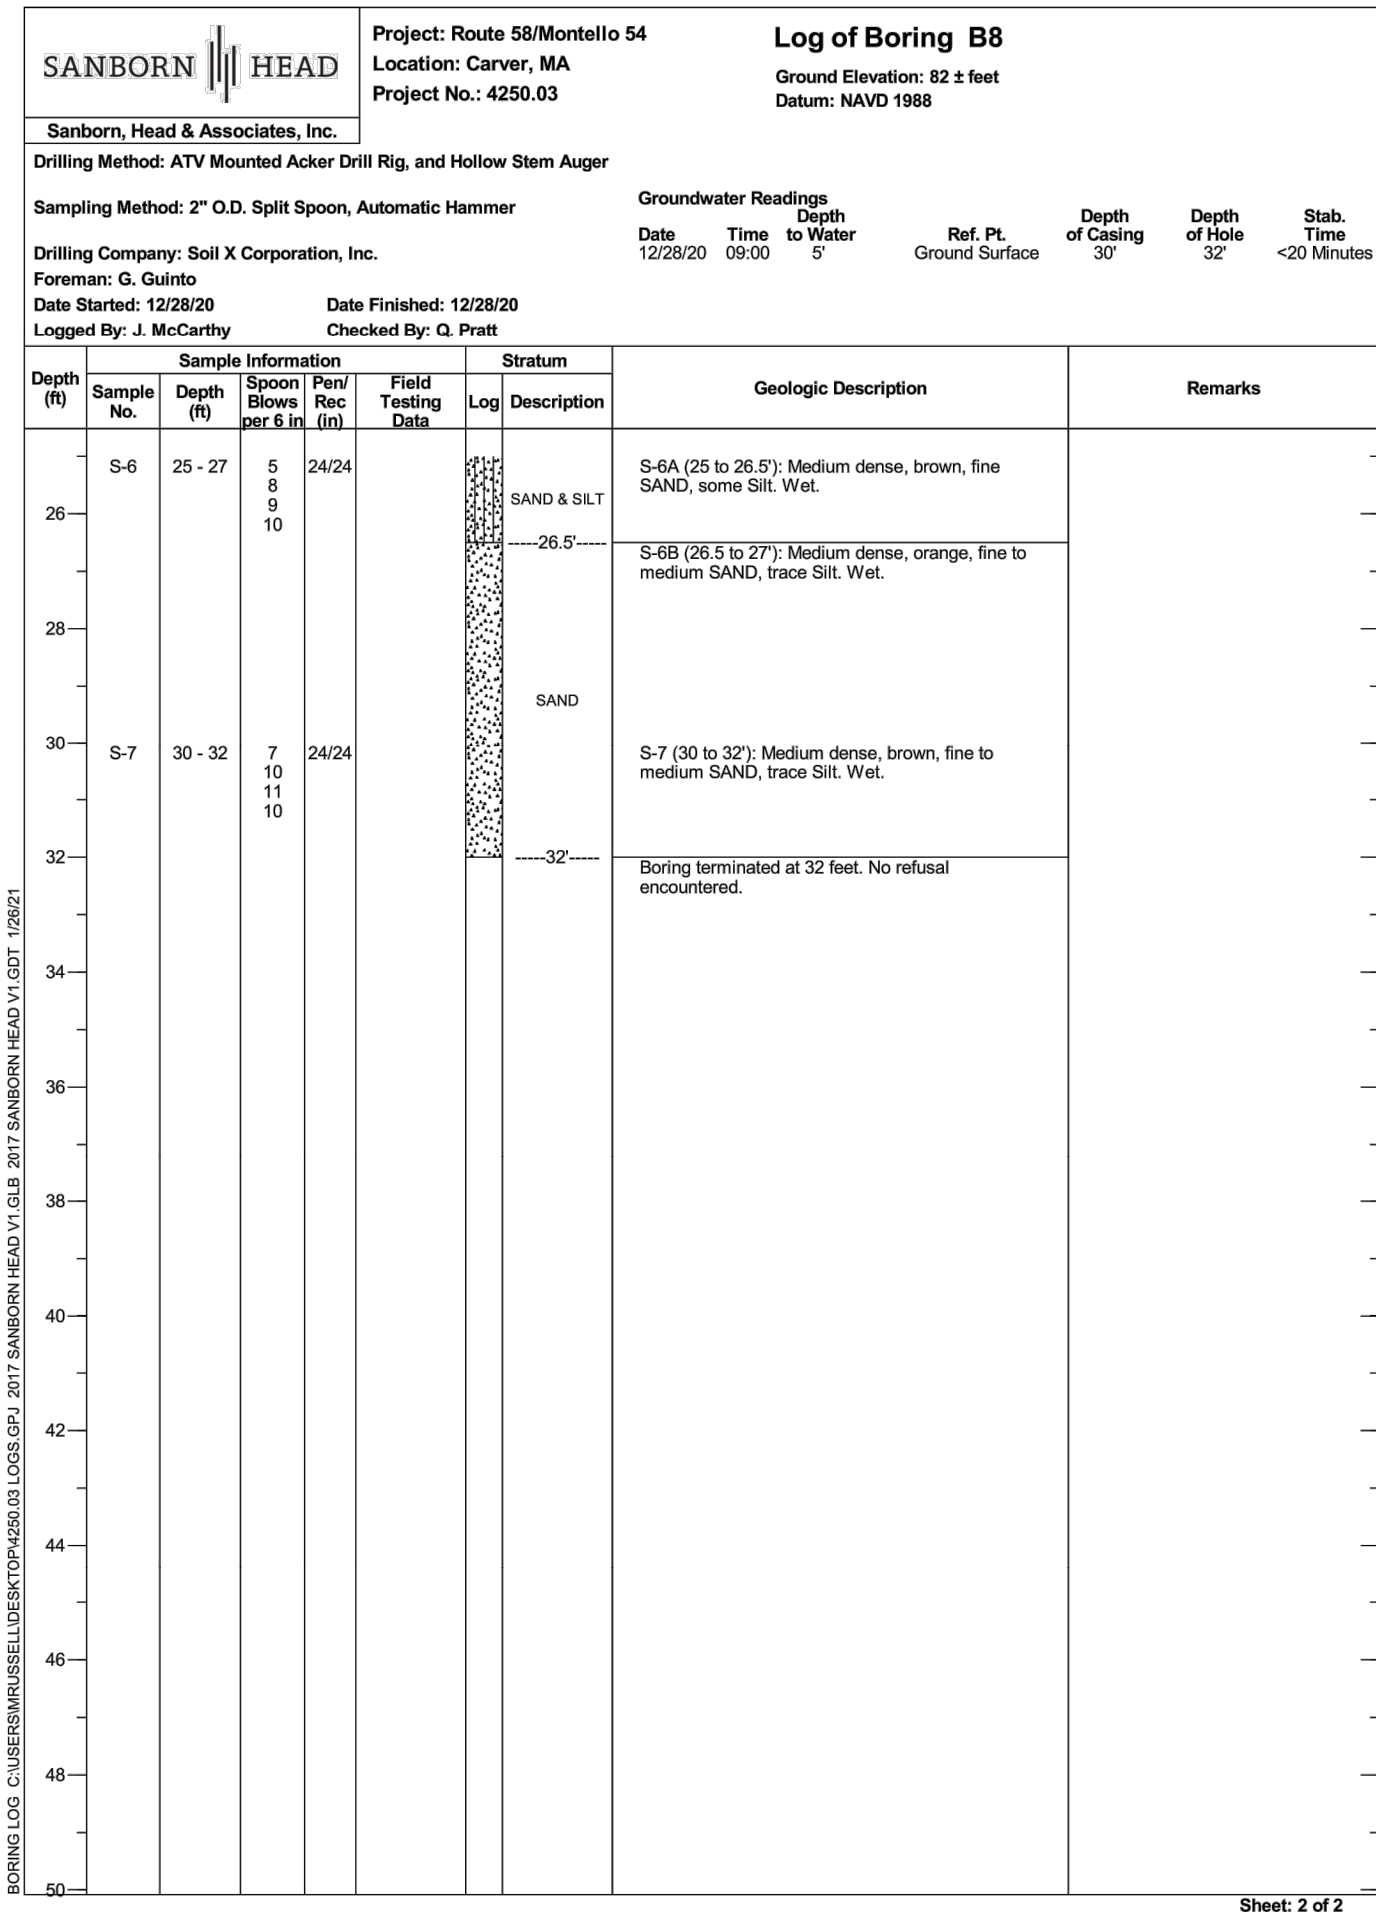 SANBORN HEAD
Sanborn, Head & Associates, Inc.
Project: Route 58/Montello 54
Location: Carver, MA
Project No.: 4250.03
Log of Boring B8
Ground Elevation: 82 ± feet
Datum: NAVD 1988
Drilling Method: ATV Mounted Acker Drill Rig, and Hollow Stem Auger
Sampling Method: 2" O.D. Split Spoon, Automatic Hammer
Drilling Company: Soil X Corporation, Inc.
Foreman: G. Guinto
Date Started: 12/28/20 Date Finished: 12/28/20
Logged By: J. McCarthy Checked By: Q. Pratt
Groundwater Readings
Depth Depth Depth Stab.
Date Time to Water Ref. Pt. of Casing of Hole Time
12/28/20 09:00 5' Ground Surface 30' 32' <20 Minutes
Sample Information Stratum
Depth
(ft)
Sample
No.
Depth
(ft)
Spoon
Blows
per 6 in
Pen/
Rec
(in)
Field
Testing
Data
Log
Description
Geologic Description
Remarks
S-6 25 - 27 5 24/24
8
9
10
SAND & SILT
S-6A (25 to 26.5'): Medium dense, brown, fine
SAND, some Silt. Wet.
26
-----26.5'-----
S-6B (26.5 to 27'): Medium dense, orange, fine to
medium SAND, trace Silt. Wet.
28
SAND
30
S-7 30 - 32 7 24/24
10
11
10
S-7 (30 to 32'): Medium dense, brown, fine to
medium SAND, trace Silt. Wet.
32
-----32'-----
Boring terminated at 32 feet. No refusal
encountered.
34
36
38
40
42
44
46
48
50
BORING LOG C:\USERS\MRUSSELL\DESKTOP\4250.03 LOGS.GPJ 2017 SANBORN HEAD V1.GLB 2017 SANBORN HEAD V1.GDT 1/26/21
Sheet: 2 of 2